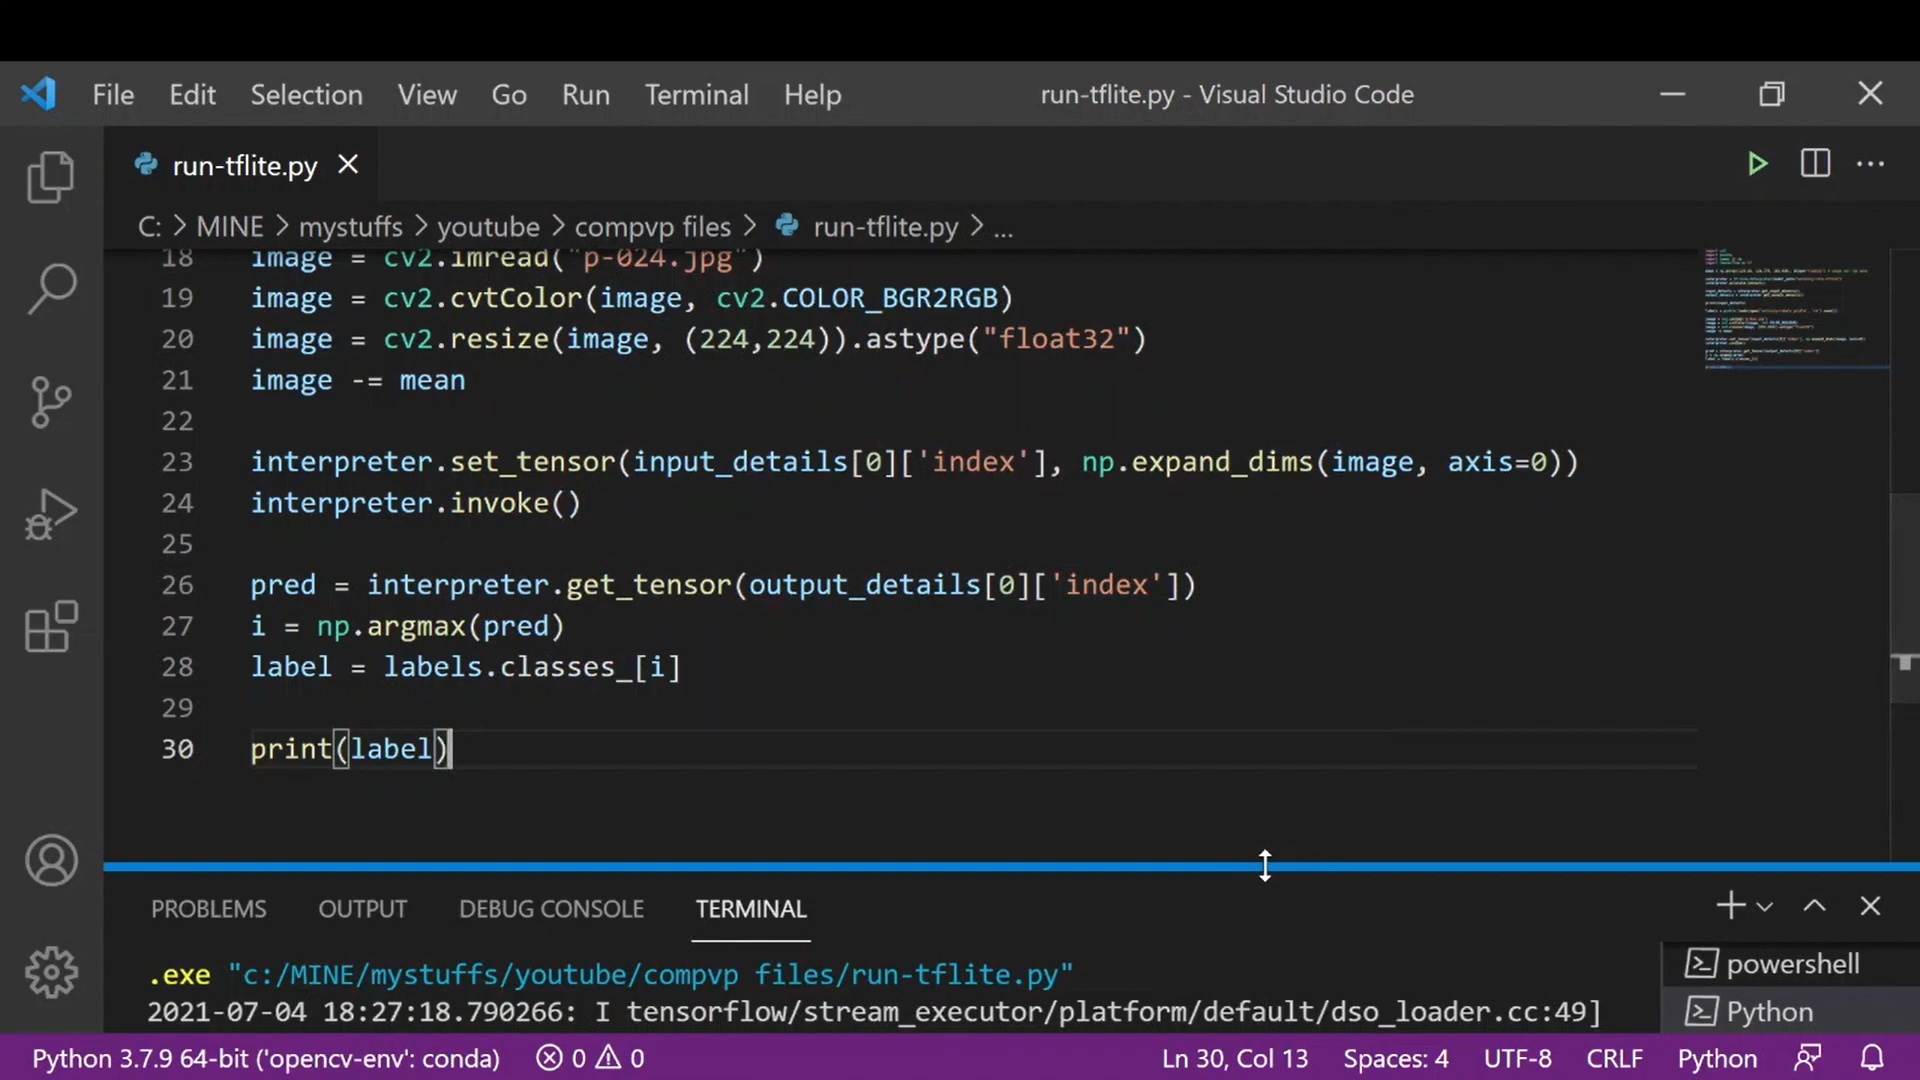 File Edit Selection View Go Run Terminal Help run-tflite.py - Visual Studio Code
run-tflite.py
C: > MINE > mystuffs > youtube > compvp files > run-tflite.py > ...
18 image = cv2.imread("p-024.jpg")
19 image = cv2.cvtColor(image, cv2.COLOR_BGR2RGB)
20 image = cv2.resize(image, (224,224)).astype("float32")
21 image -= mean
22
23 interpreter.set_tensor(input_details[0]['index'], np.expand_dims(image, axis=0))
24 interpreter.invoke()
25
26 pred = interpreter.get_tensor(output_details[0]['index'])
27 i = np.argmax(pred)
28 label = labels.classes_[i]
29
30 print(label)
PROBLEMS OUTPUT DEBUG CONSOLE TERMINAL
.exe "c:/MINE/mystuffs/youtube/compvp files/run-tflite.py"
2021-07-04 18:27:18.790266: I tensorflow/stream_executor/platform/default/dso_loader.cc:49]
powershell
Python
Python 3.7.9 64-bit ('opencv-env': conda) 0 0 Ln 30, Col 13 Spaces: 4 UTF-8 CRLF Python